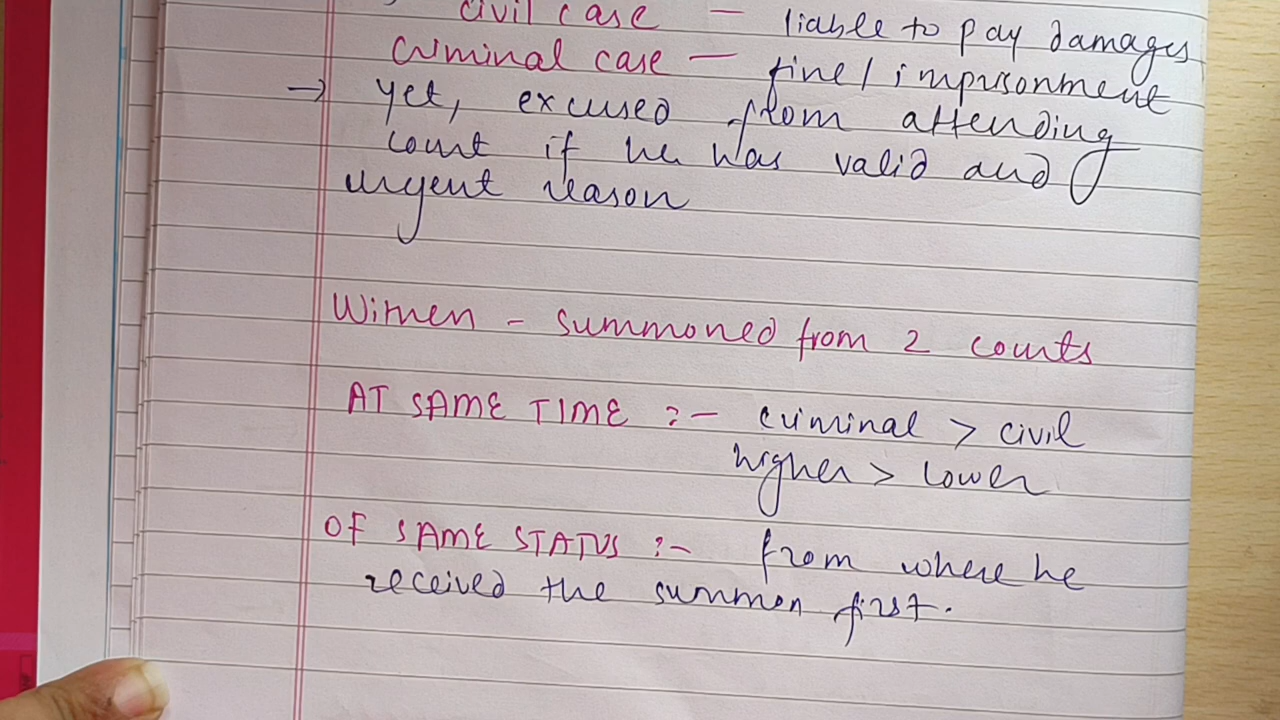 civil case - liable to pay damages
criminal case - fine/imprisonment
→ yet, excused from attending
court if he has valid and
urgent reason
Witness - summoned from 2 courts
AT SAME TIME :- criminal > civil
higher > lower
OF SAME STATUS :- from where he
received the summon first.